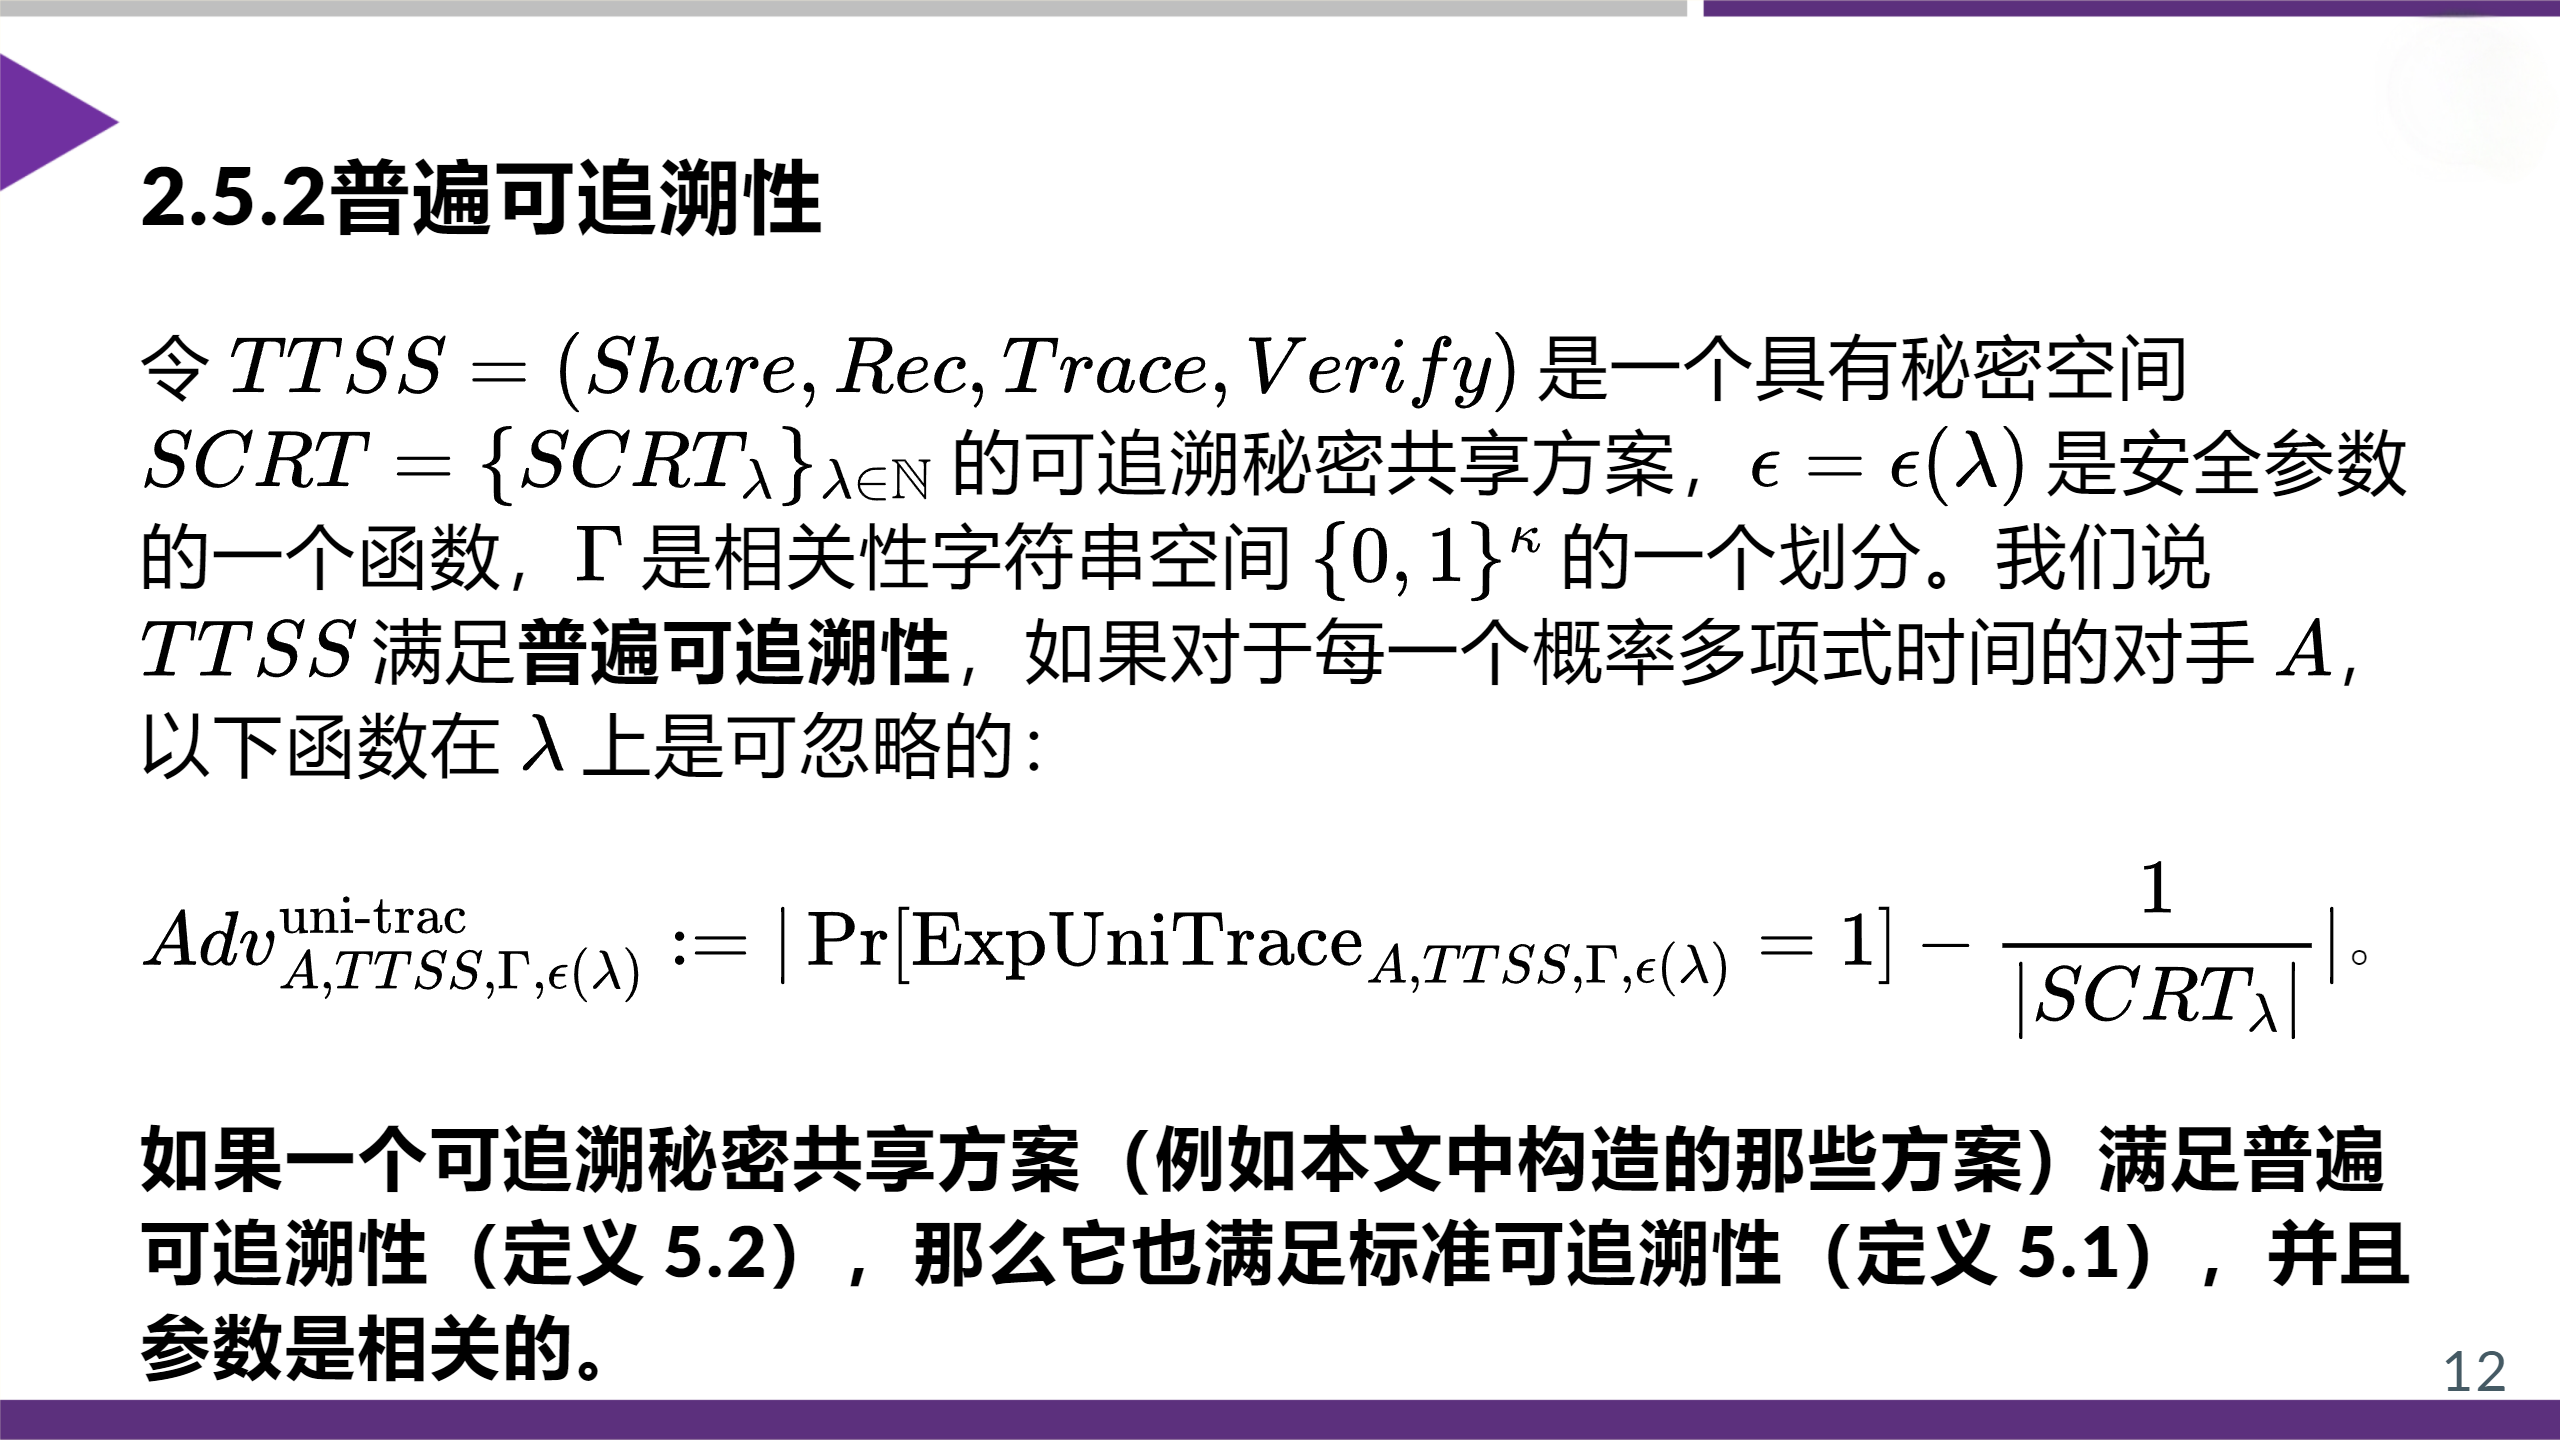 2.5.2普遍可追溯性
令 TTSS = (Share, Rec, Trace, Verify) 是一个具有秘密空间
SCRT = {SCRT_λ}_{λ∈ℕ} 的可追溯秘密共享方案，ϵ = ϵ(λ) 是安全参数
的一个函数，Γ 是相关性字符串空间 {0, 1}^κ 的一个划分。我们说
TTSS 满足普遍可追溯性，如果对于每一个概率多项式时间的对手 A，
以下函数在 λ 上是可忽略的：
Adv^{uni-trac}_{A,TTSS,Γ,ϵ(λ)} := | Pr[ExpUniTrace_{A,TTSS,Γ,ϵ(λ)} = 1] − \frac{1}{|SCRT_λ|} |。
如果一个可追溯秘密共享方案（例如本文中构造的那些方案）满足普遍
可追溯性（定义 5.2），那么它也满足标准可追溯性（定义 5.1），并且
参数是相关的。
12